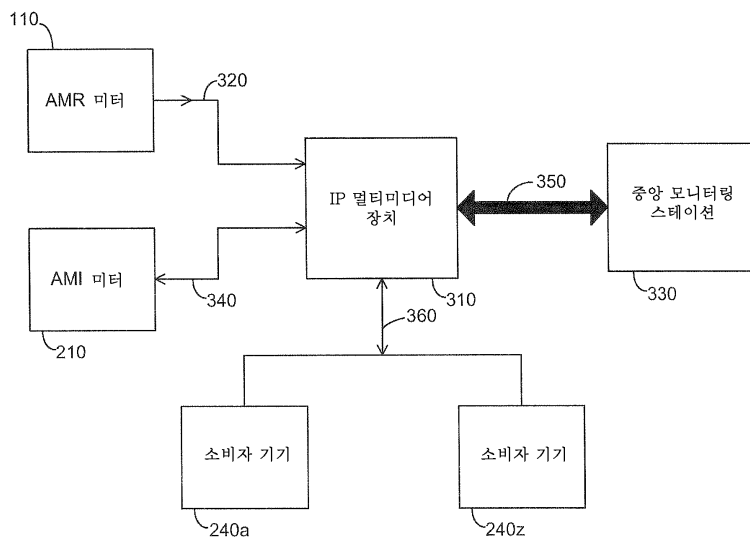 110
AMR 미터
320
IP 멀티미디어
장치
350
중앙 모니터링
스테이션
AMI 미터
340
310
330
210
360
소비자 기기
소비자 기기
240a
240z